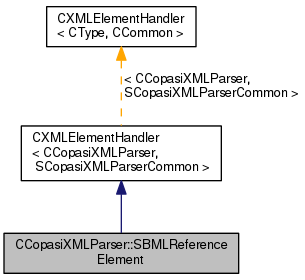 CXMLElementHandler
< CType, CCommon >
< CCopasiXMLParser,
SCopasiXMLParserCommon >
CXMLElementHandler
< CCopasiXMLParser,
SCopasiXMLParserCommon >
CCopasiXMLParser::SBMLReference
Element